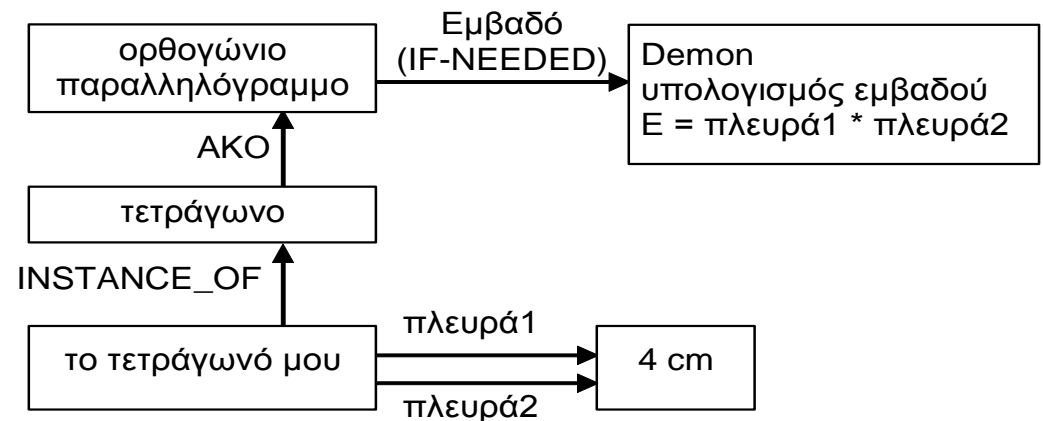 ορθογώνιο
παραλληλόγραμμο
Εμβαδό
(IF-NEEDED)
Demon
υπολογισμός εμβαδού
Ε = πλευρά1 * πλευρά2
AKO
τετράγωνο
INSTANCE_OF
το τετράγωνό μου
πλευρά1
πλευρά2
4 cm